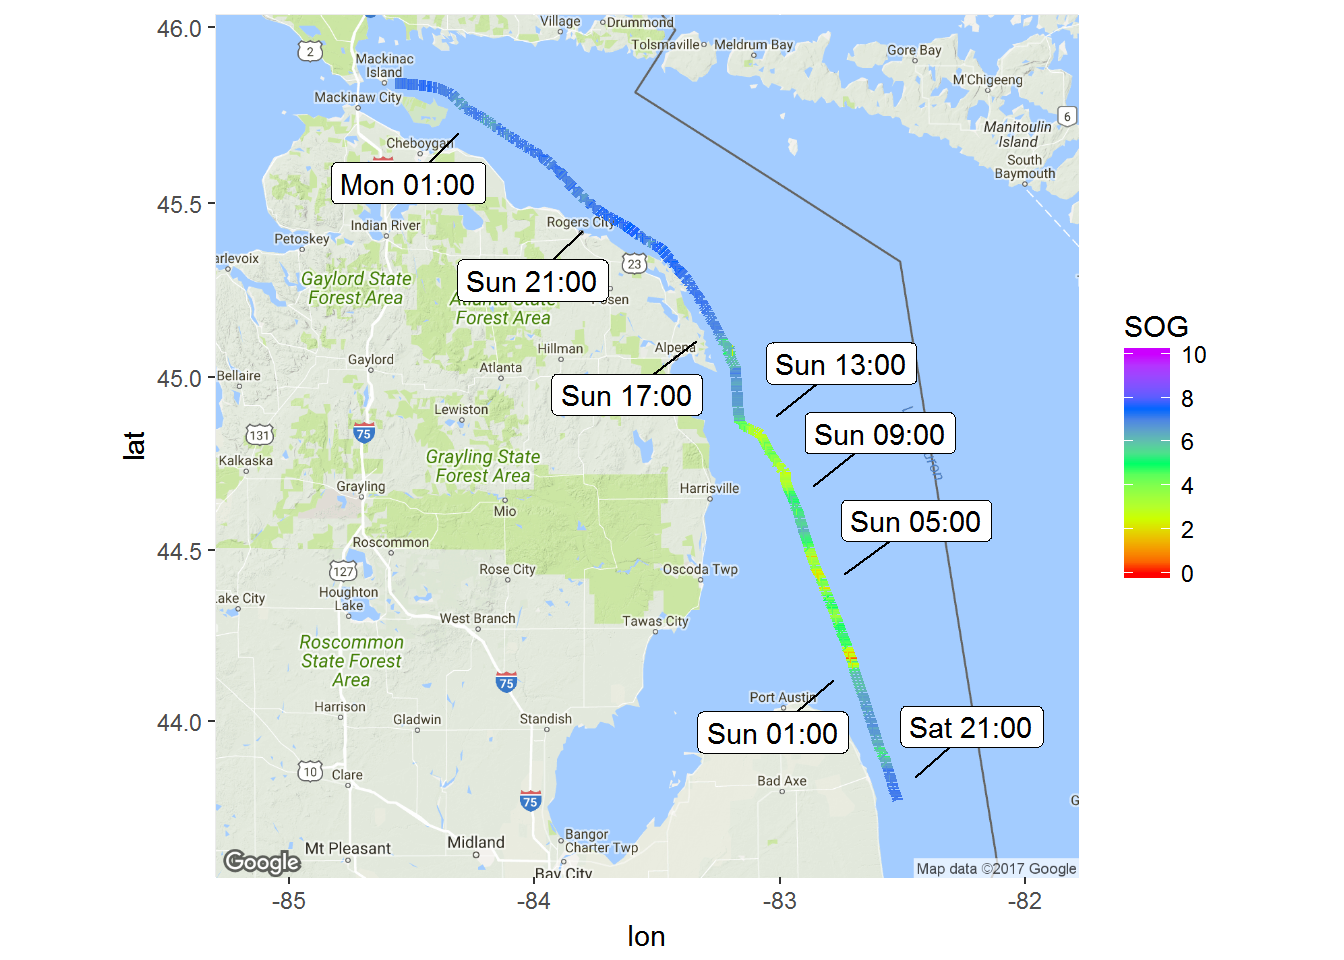 46.0
45.5
45.0
44.5
44.0
lat
-85
-84
-83
-82
lon
SOG
10
8
6
4
2
0
Village
Drummond
Tolsmaville
Meldrum Bay
Gore Bay
2
Mackinac
Island
M'Chigeeng
Mackinaw City
6
Manitoulin
Island
Cheboygan
South
Baymouth
Mon 01:00
Indian River
Rogers City
Petoskey
arlevoix
23
Gaylord State
Forest Area
Sun 21:00
Atlanta State
Forest Area
Posen
Hillman
Alpena
Gaylord
Atlanta
Sun 13:00
Bellaire
Sun 17:00
Lewiston
131
75
Sun 09:00
Kalkaska
Grayling State
Forest Area
Grayling
Harrisville
Mio
Sun 05:00
Roscommon
127
Rose City
Oscoda Twp
Houghton
Lake
ake City
West Branch
Tawas City
Roscommon
State Forest
Area
75
Port Austin
Harrison
Gladwin
Standish
Sun 01:00
Sat 21:00
10
Clare
Bad Axe
75
Mt Pleasant
Midland
Bangor
Charter Twp
Bay City
Google
Map data ©2017 Google